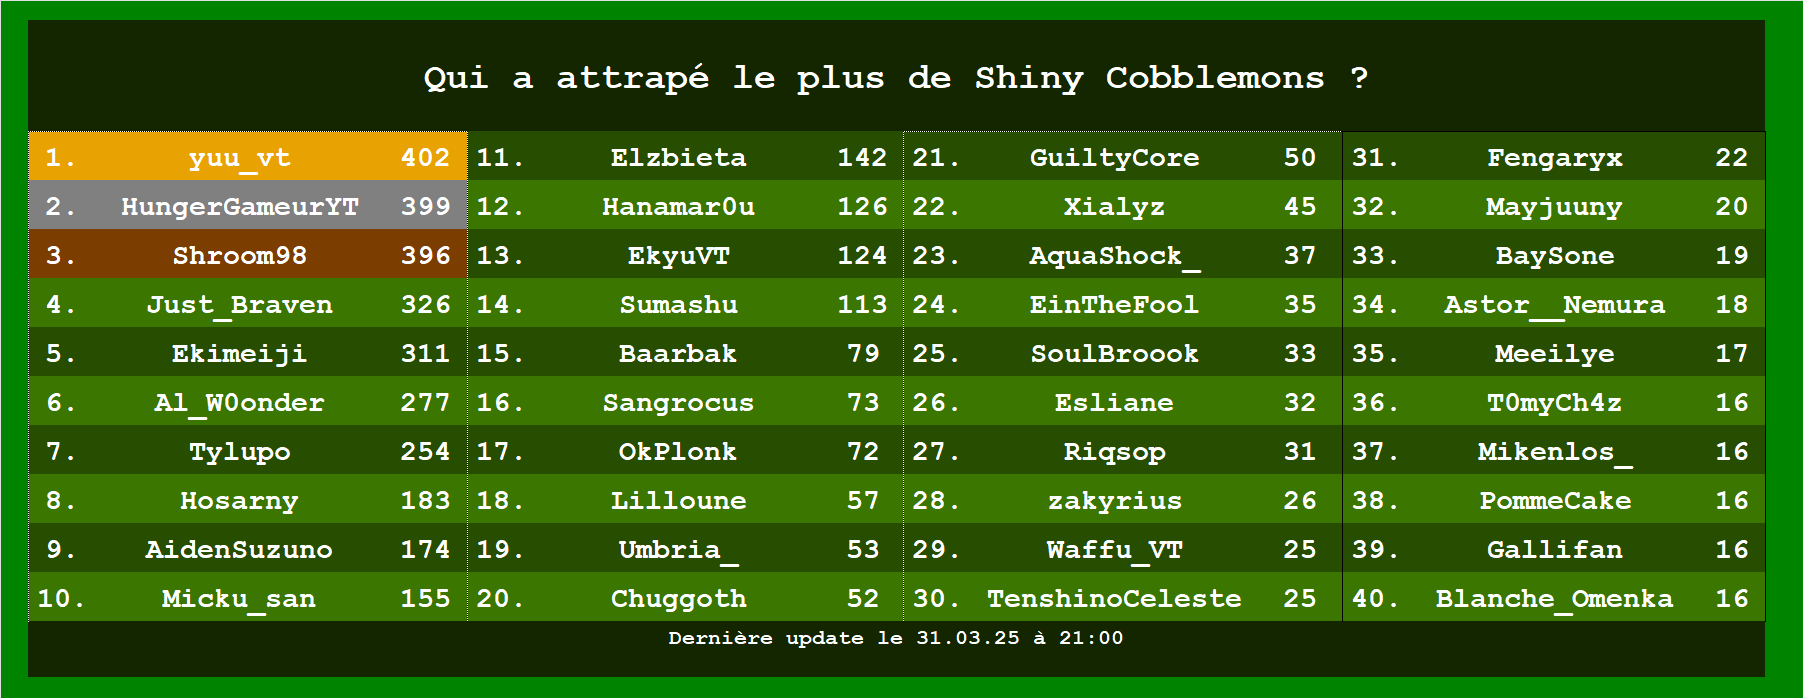 Qui a attrapé le plus de Shiny Cobblemons ?
1. yuu_vt 402
2. HungerGameurYT 399
3. Shroom98 396
4. Just_Braven 326
5. Ekimeiji 311
6. Al_W0onder 277
7. Tylupo 254
8. Hosarny 183
9. AidenSuzuno 174
10. Micku_san 155
11. Elzbieta 142
12. Hanamar0u 126
13. EkyuVT 124
14. Sumashu 113
15. Baarbak 79
16. Sangrocus 73
17. OkPlonk 72
18. Lilloune 57
19. Umbria_ 53
20. Chuggoth 52
21. GuiltyCore 50
22. Xialyz 45
23. AquaShock_ 37
24. EinTheFool 35
25. SoulBroook 33
26. Esliane 32
27. Riqsop 31
28. zakyrius 26
29. Waffu_VT 25
30. TenshinoCeleste 25
31. Fengaryx 22
32. Mayjuuny 20
33. BaySone 19
34. Astor__Nemura 18
35. Meeilye 17
36. T0myCh4z 16
37. Mikenlos_ 16
38. PommeCake 16
39. Gallifan 16
40. Blanche_Omenka 16
Dernière update le 31.03.25 à 21:00